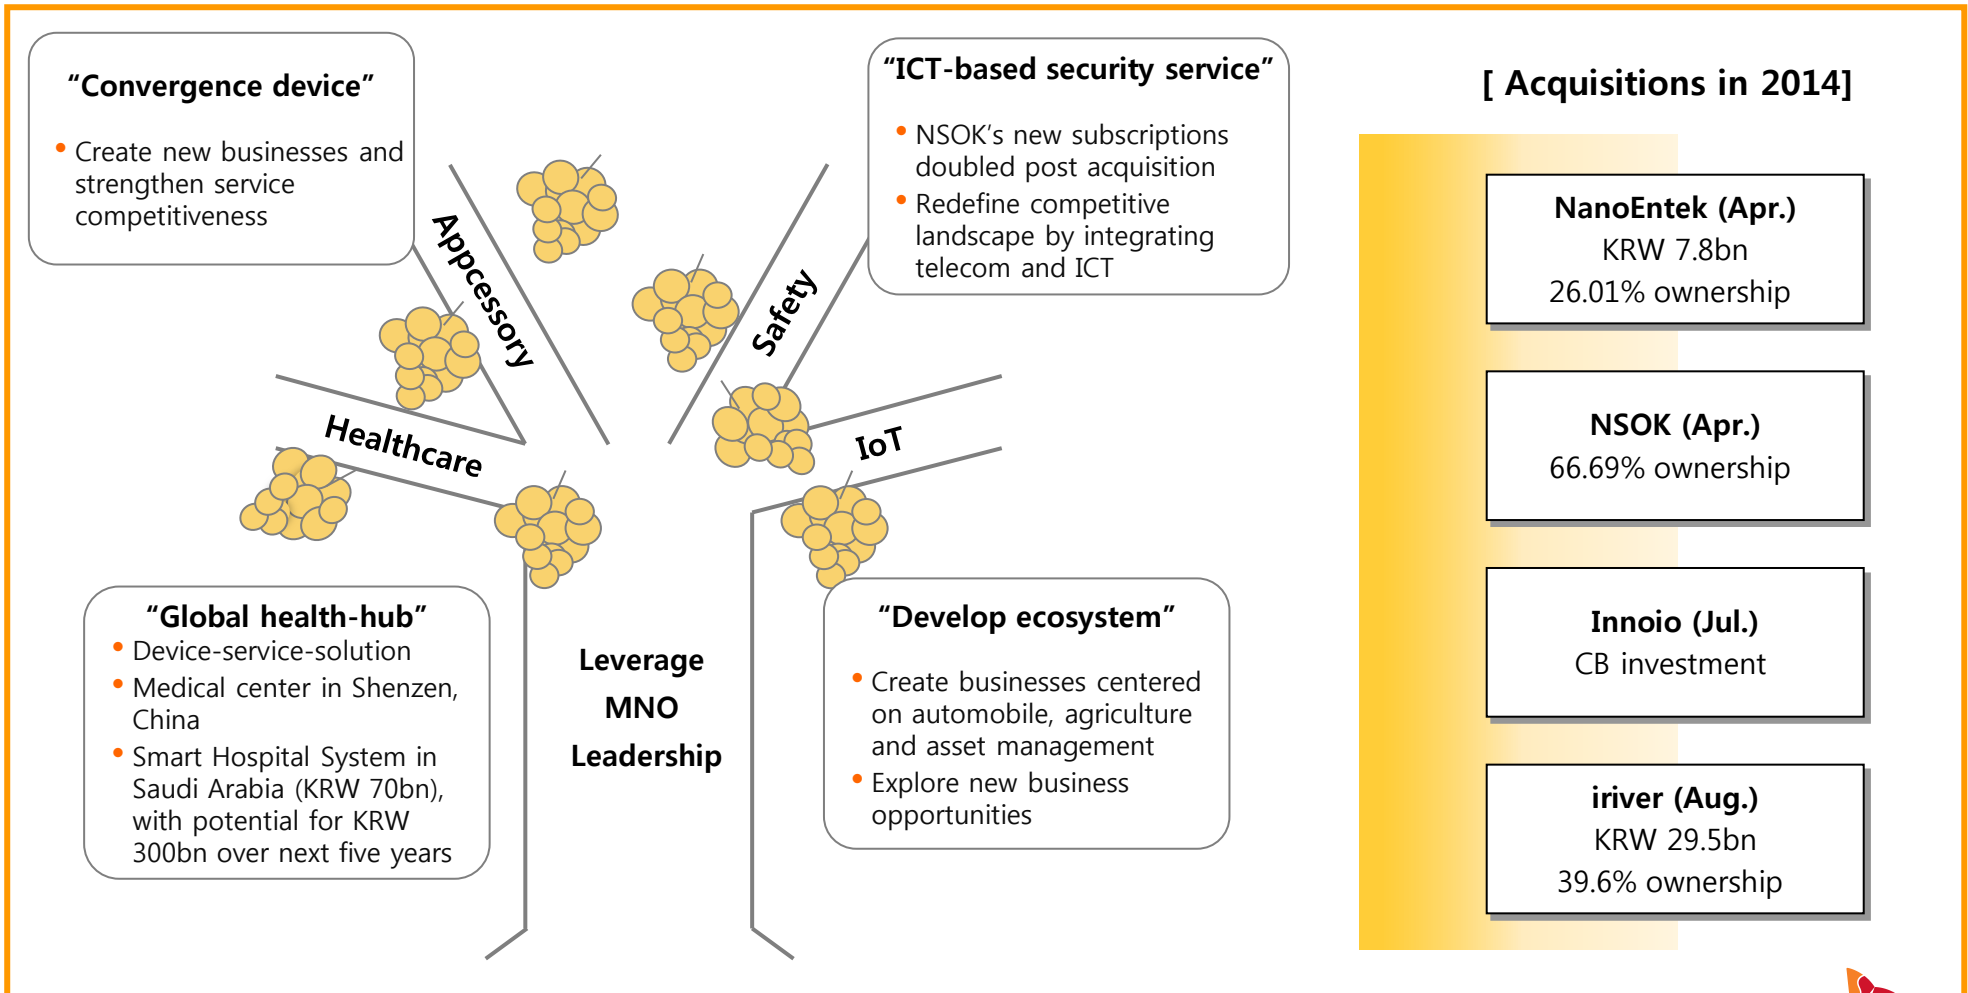 “Convergence device”
• Create new businesses and
strengthen service
competitiveness
“ICT-based security service”
• NSOK’s new subscriptions
doubled post acquisition
• Redefine competitive
landscape by integrating
telecom and ICT
Appcessory
Safety
Healthcare
IoT
“Global health-hub”
• Device-service-solution
• Medical center in Shenzen,
China
• Smart Hospital System in
Saudi Arabia (KRW 70bn),
with potential for KRW
300bn over next five years
Leverage
MNO
Leadership
“Develop ecosystem”
• Create businesses centered
on automobile, agriculture
and asset management
• Explore new business
opportunities
[ Acquisitions in 2014]
NanoEntek (Apr.)
KRW 7.8bn
26.01% ownership
NSOK (Apr.)
66.69% ownership
Innoio (Jul.)
CB investment
iriver (Aug.)
KRW 29.5bn
39.6% ownership